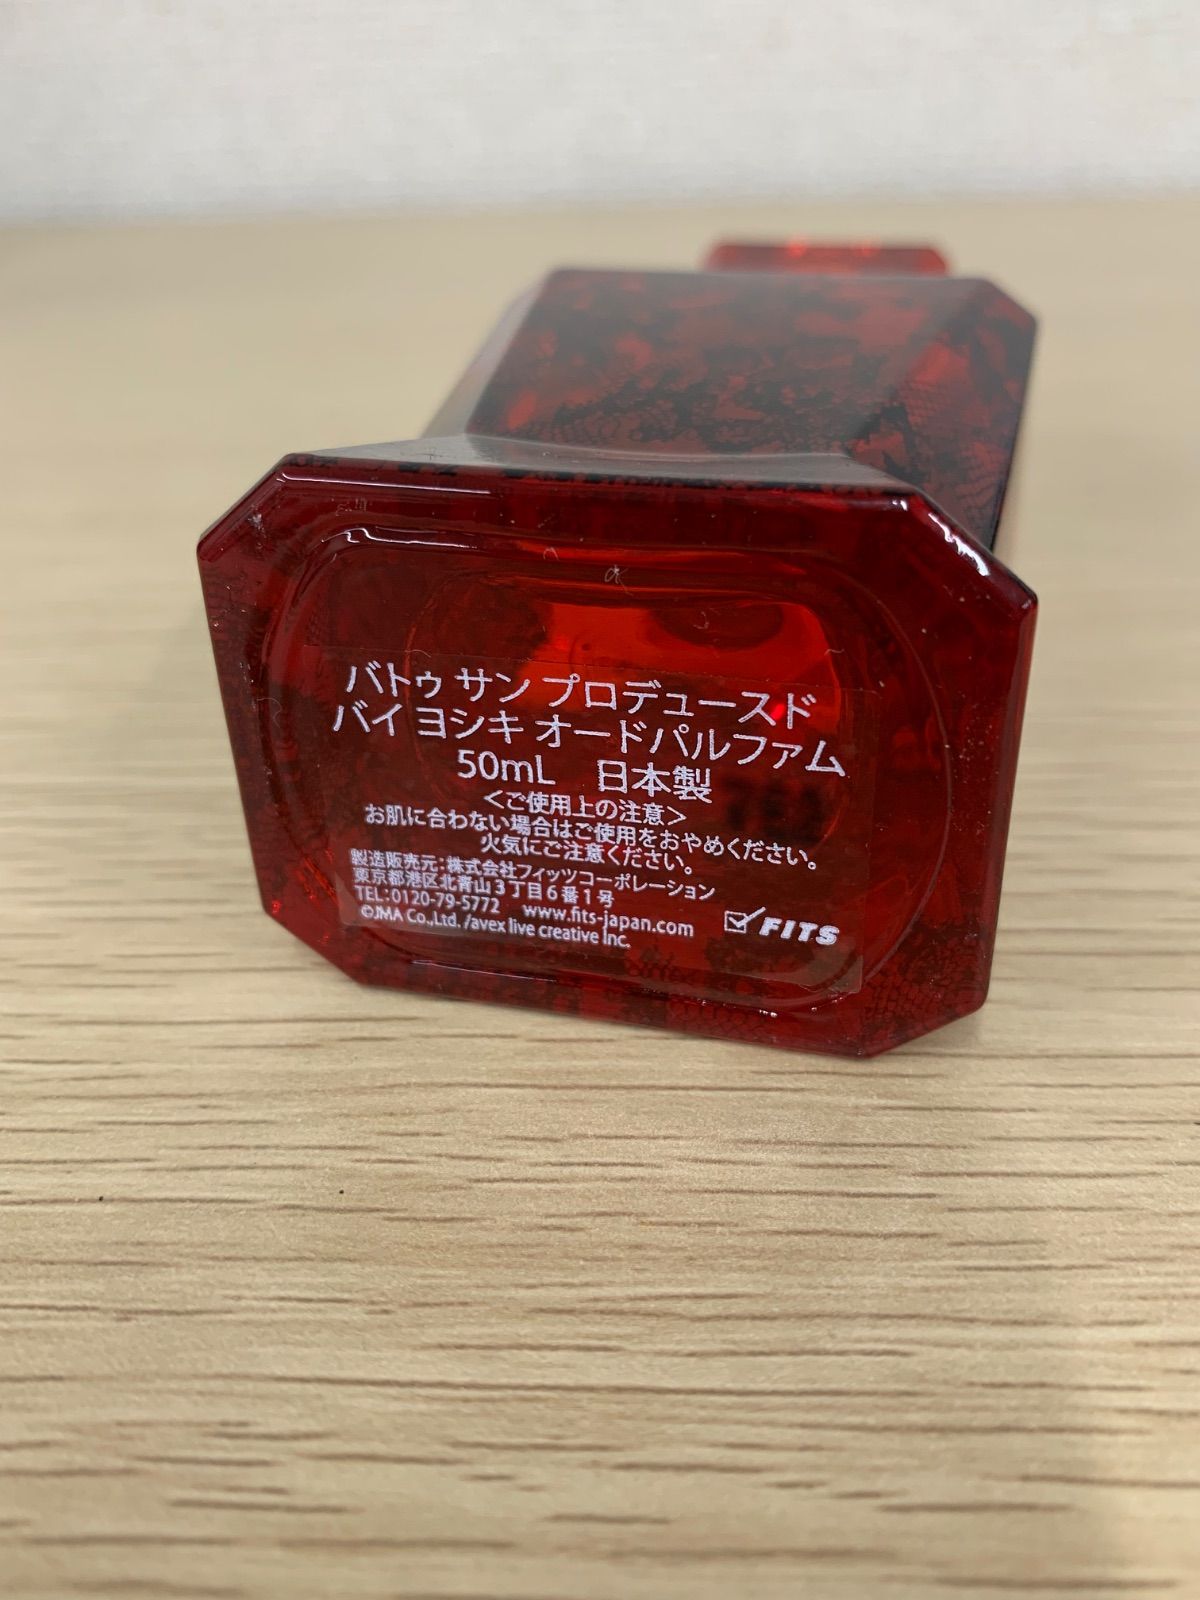 バトゥ サン プロデュースド
バイ ヨシキ オードパルファム
50mL 日本製
<ご使用上の注意>
お肌に合わない場合はご使用をおやめください。
火気にご注意ください。
製造販売元:株式会社フィッツコーポレーション
東京都港区北青山3丁目6番1号
TEL:0120-79-5772 www.fits-japan.com
©JMA Co.,Ltd. /avex live creative Inc.
FITS